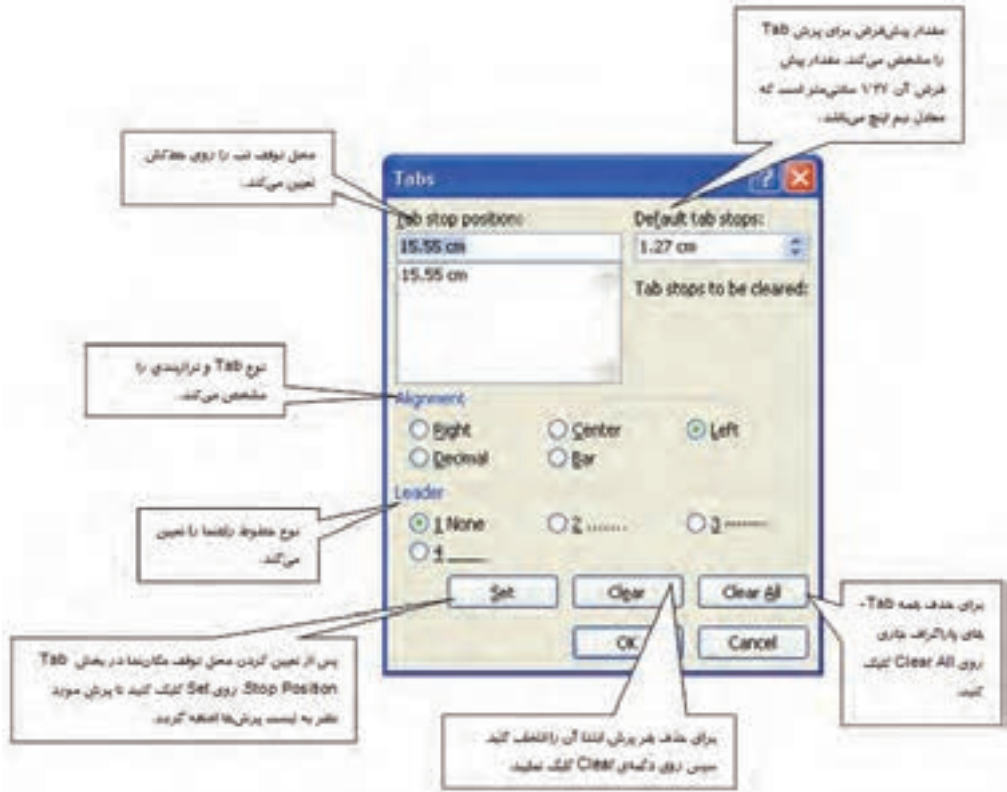 مقدار پیش‌فرض برای پرش Tab
را مشخص می‌کند. مقدار پیش
فرض آن ۱/۲۷ سانتی‌متر است که
معادل نیم اینچ می‌باشد.
محل توقف تب را روی خط‌کش
تعیین می‌کند.
Tabs
Tab stop position:
Default tab stops:
15.55 cm
1.27 cm
15.55 cm
Tab stops to be cleared:
نوع Tab و ترازبندی را
مشخص می‌کند.
Alignment
Right
Center
Left
Decimal
Bar
Leader
1 None
2 .......
3 -------
4 ____
نوع خطوط راهنما را تعیین
می‌کند.
Set
Clear
Clear All
OK
Cancel
برای حذف همه Tab-
های پاراگراف جاری
روی Clear All کلیک
کنید.
پس از تعیین کردن محل توقف مکان‌نما در بخش Tab
Stop Position، روی Set کلیک کنید تا پرش مورد
نظر به لیست پرش‌ها اضافه گردد.
برای حذف هر پرش ابتدا آن را انتخاب کنید
سپس روی دکمه‌ی Clear کلیک نمایید.